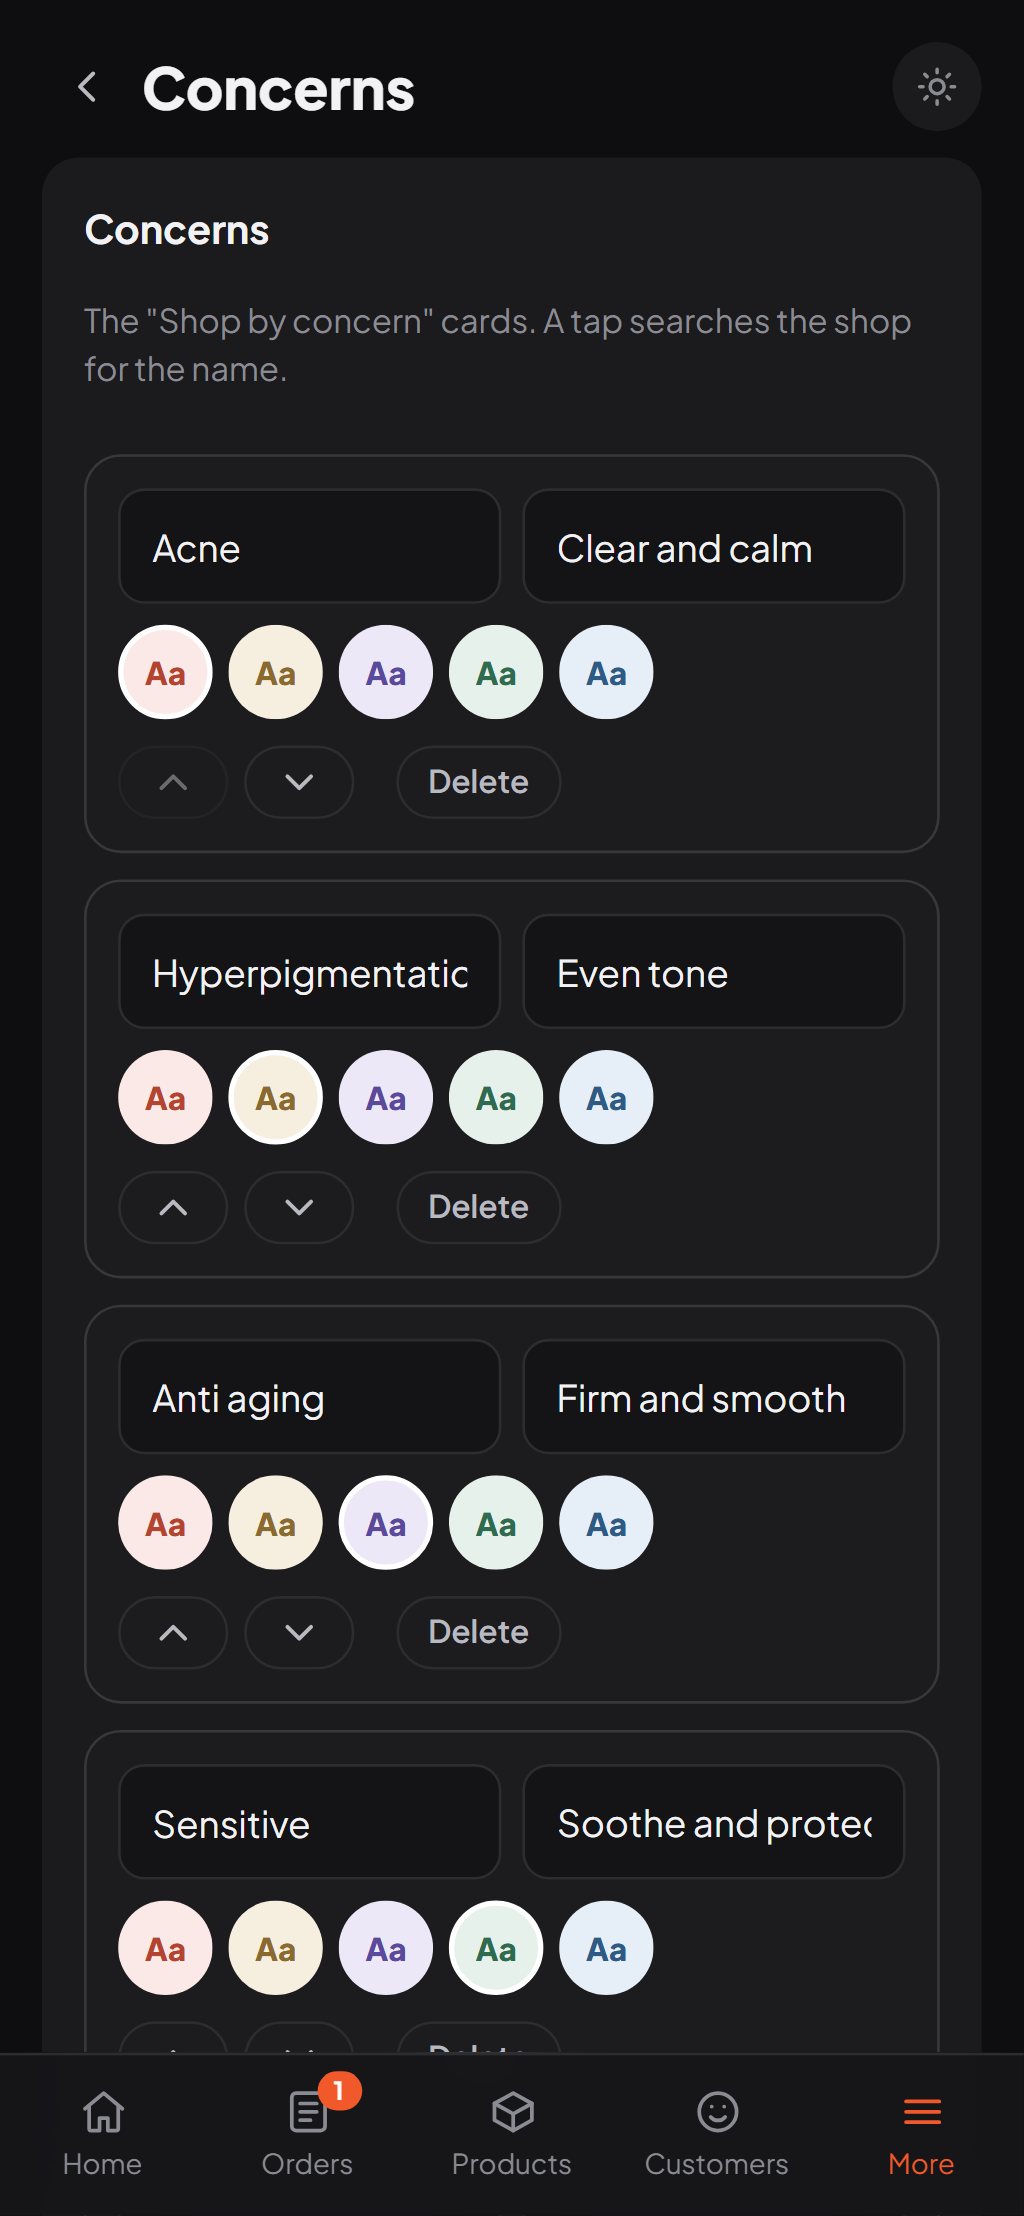 Concerns
Concerns
The "Shop by concern" cards. A tap searches the shop
for the name.
Acne
Clear and calm
Aa Aa Aa Aa Aa
Delete
Hyperpigmentatic
Even tone
Aa Aa Aa Aa Aa
Delete
Anti aging
Firm and smooth
Aa Aa Aa Aa Aa
Delete
Sensitive
Soothe and protec
Aa Aa Aa Aa Aa
Delete
1
Home Orders Products Customers More